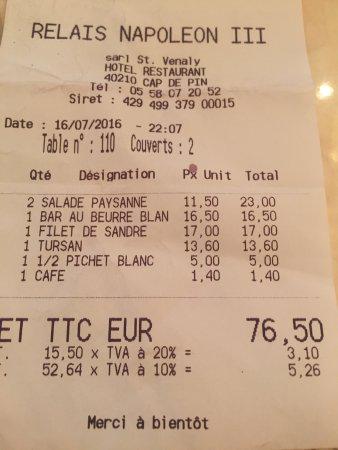 RELAIS NAPOLEON III
sarl St. Venaly
HOTEL RESTAURANT
40210 CAP DE PIN
Tél : 05 58 07 20 52
Siret : 429 499 379 00015
Date : 16/07/2016 - 22:07
Table n° : 110 Couverts : 2
Qté Désignation Px Unit Total
2 SALADE PAYSANNE 11,50 23,00
1 BAR AU BEURRE BLAN 16,50 16,50
1 FILET DE SANDRE 17,00 17,00
1 TURSAN 13,60 13,60
1 1/2 PICHET BLANC 5,00 5,00
1 CAFE 1,40 1,40
ET TTC EUR 76,50
T. 15,50 x TVA à 20% = 3,10
T. 52,64 x TVA à 10% = 5,26
Merci à bientôt